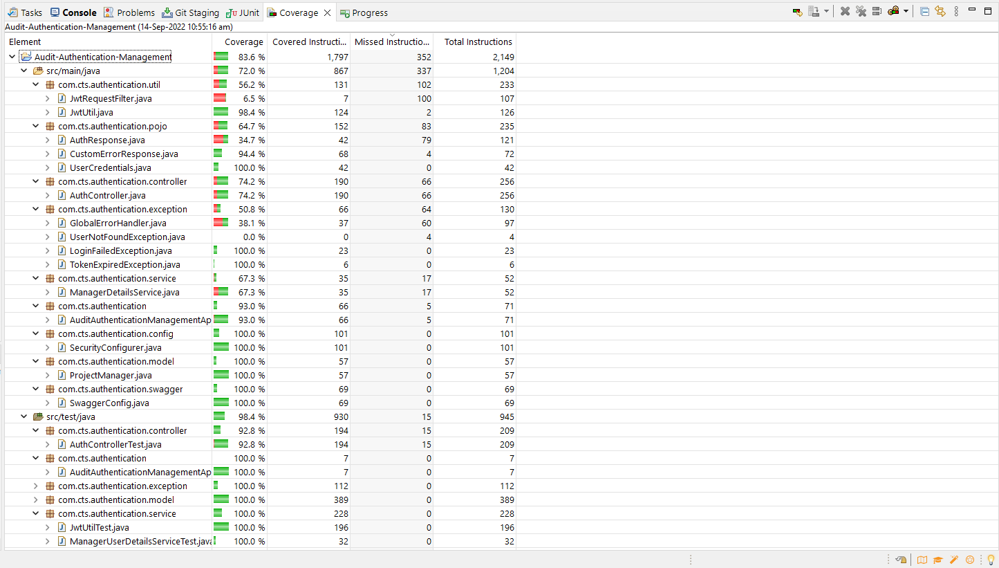 Tasks Console Problems Git Staging JUnit Coverage Progress
Audit-Authentication-Management (14-Sep-2022 10:55:16 am)
Element Coverage Covered Instructi... Missed Instructio... Total Instructions
Audit-Authentication-Management 83.6 % 1,797 352 2,149
src/main/java 72.0 % 867 337 1,204
com.cts.authentication.util 56.2 % 131 102 233
JwtRequestFilter.java 6.5 % 7 100 107
JwtUtil.java 98.4 % 124 2 126
com.cts.authentication.pojo 64.7 % 152 83 235
AuthResponse.java 34.7 % 42 79 121
CustomErrorResponse.java 94.4 % 68 4 72
UserCredentials.java 100.0 % 42 0 42
com.cts.authentication.controller 74.2 % 190 66 256
AuthController.java 74.2 % 190 66 256
com.cts.authentication.exception 50.8 % 66 64 130
GlobalErrorHandler.java 38.1 % 37 60 97
UserNotFoundException.java 0.0 % 0 4 4
LoginFailedException.java 100.0 % 23 0 23
TokenExpiredException.java 100.0 % 6 0 6
com.cts.authentication.service 67.3 % 35 17 52
ManagerDetailsService.java 67.3 % 35 17 52
com.cts.authentication 93.0 % 66 5 71
AuditAuthenticationManagementAp 93.0 % 66 5 71
com.cts.authentication.config 100.0 % 101 0 101
SecurityConfigurer.java 100.0 % 101 0 101
com.cts.authentication.model 100.0 % 57 0 57
ProjectManager.java 100.0 % 57 0 57
com.cts.authentication.swagger 100.0 % 69 0 69
SwaggerConfig.java 100.0 % 69 0 69
src/test/java 98.4 % 930 15 945
com.cts.authentication.controller 92.8 % 194 15 209
AuthControllerTest.java 92.8 % 194 15 209
com.cts.authentication 100.0 % 7 0 7
AuditAuthenticationManagementAp 100.0 % 7 0 7
com.cts.authentication.exception 100.0 % 112 0 112
com.cts.authentication.model 100.0 % 389 0 389
com.cts.authentication.service 100.0 % 228 0 228
JwtUtilTest.java 100.0 % 196 0 196
ManagerUserDetailsServiceTest.java 100.0 % 32 0 32